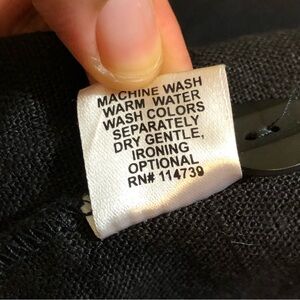 MACHINE WASH
WARM WATER
WASH COLORS
SEPARATELY
DRY GENTLE,
IRONING
OPTIONAL
RN# 114739